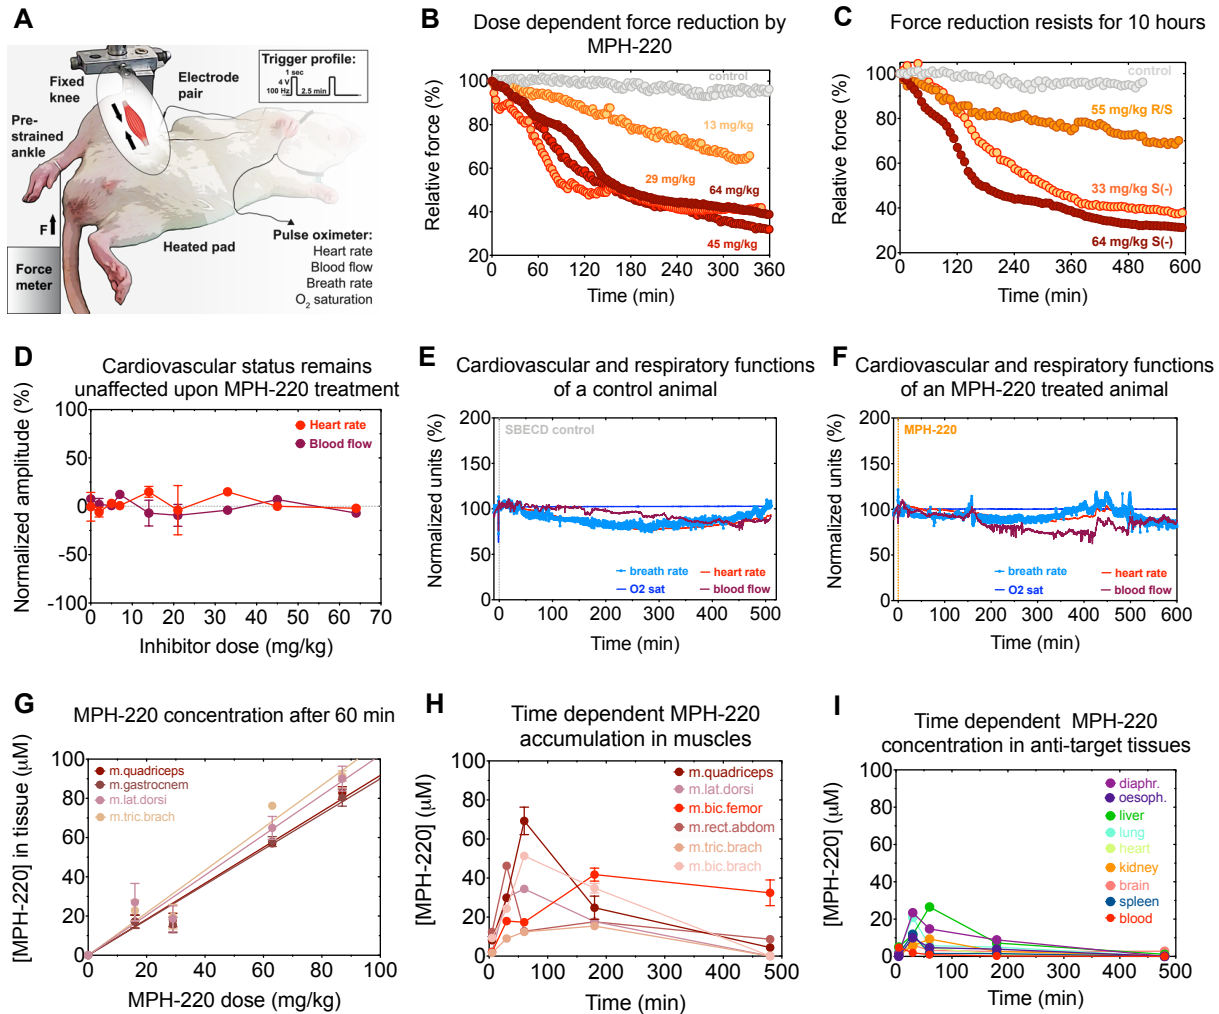 A
Fixed
knee
Electrode
pair
Trigger profile:
1 sec
4 V
100 Hz
2.5 min
Pre-
strained
ankle
F
Heated pad
Force
meter
Pulse oximeter:
Heart rate
Blood flow
Breath rate
O2 saturation
B
Dose dependent force reduction by
MPH-220
Relative force (%)
100
80
60
40
20
control
13 mg/kg
29 mg/kg
64 mg/kg
45 mg/kg
0 60 120 180 240 300 360
Time (min)
C
Force reduction resists for 10 hours
Relative force (%)
100
80
60
40
20
control
55 mg/kg R/S
33 mg/kg S(-)
64 mg/kg S(-)
0 120 240 360 480 600
Time (min)
D
Cardiovascular status remains
unaffected upon MPH-220 treatment
Normalized amplitude (%)
100
50
0
-50
-100
Heart rate
Blood flow
0 10 20 30 40 50 60 70
Inhibitor dose (mg/kg)
E
Cardiovascular and respiratory functions
of a control animal
Normalized units (%)
200
150
100
50
0
SBECD control
breath rate
heart rate
O2 sat
blood flow
0 100 200 300 400 500
Time (min)
F
Cardiovascular and respiratory functions
of an MPH-220 treated animal
Normalized units (%)
200
150
100
50
0
MPH-220
breath rate
heart rate
O2 sat
blood flow
0 100 200 300 400 500 600
Time (min)
G
MPH-220 concentration after 60 min
[MPH-220] in tissue (µM)
100
80
60
40
20
0
m.quadriceps
m.gastrocnem
m.lat.dorsi
m.tric.brach
0 20 40 60 80 100
MPH-220 dose (mg/kg)
H
Time dependent MPH-220
accumulation in muscles
[MPH-220] (µM)
100
80
60
40
20
0
m.quadriceps
m.lat.dorsi
m.bic.femor
m.rect.abdom
m.tric.brach
m.bic.brach
0 100 200 300 400 500
Time (min)
I
Time dependent MPH-220
concentration in anti-target tissues
[MPH-220] (µM)
100
80
60
40
20
0
diaphr.
oesoph.
liver
lung
heart
kidney
brain
spleen
blood
0 100 200 300 400 500
Time (min)